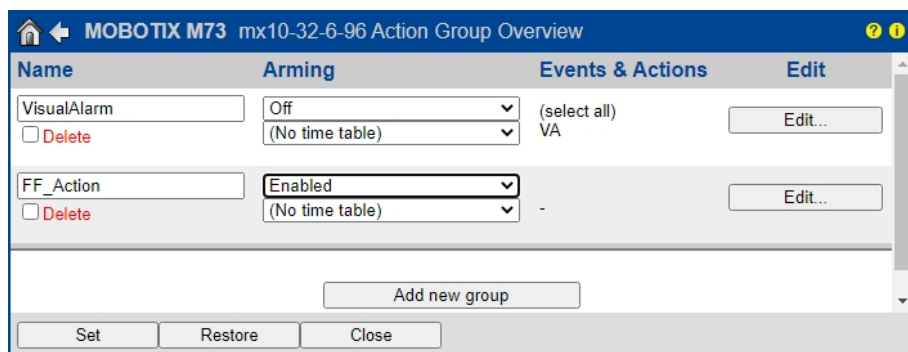 MOBOTIX M73 mx10-32-6-96 Action Group Overview ? i
Name Arming Events & Actions Edit
VisualAlarm Off (select all) Edit...
Delete (No time table) VA
FF_Action Enabled Edit...
Delete (No time table) -
Add new group
Set Restore Close